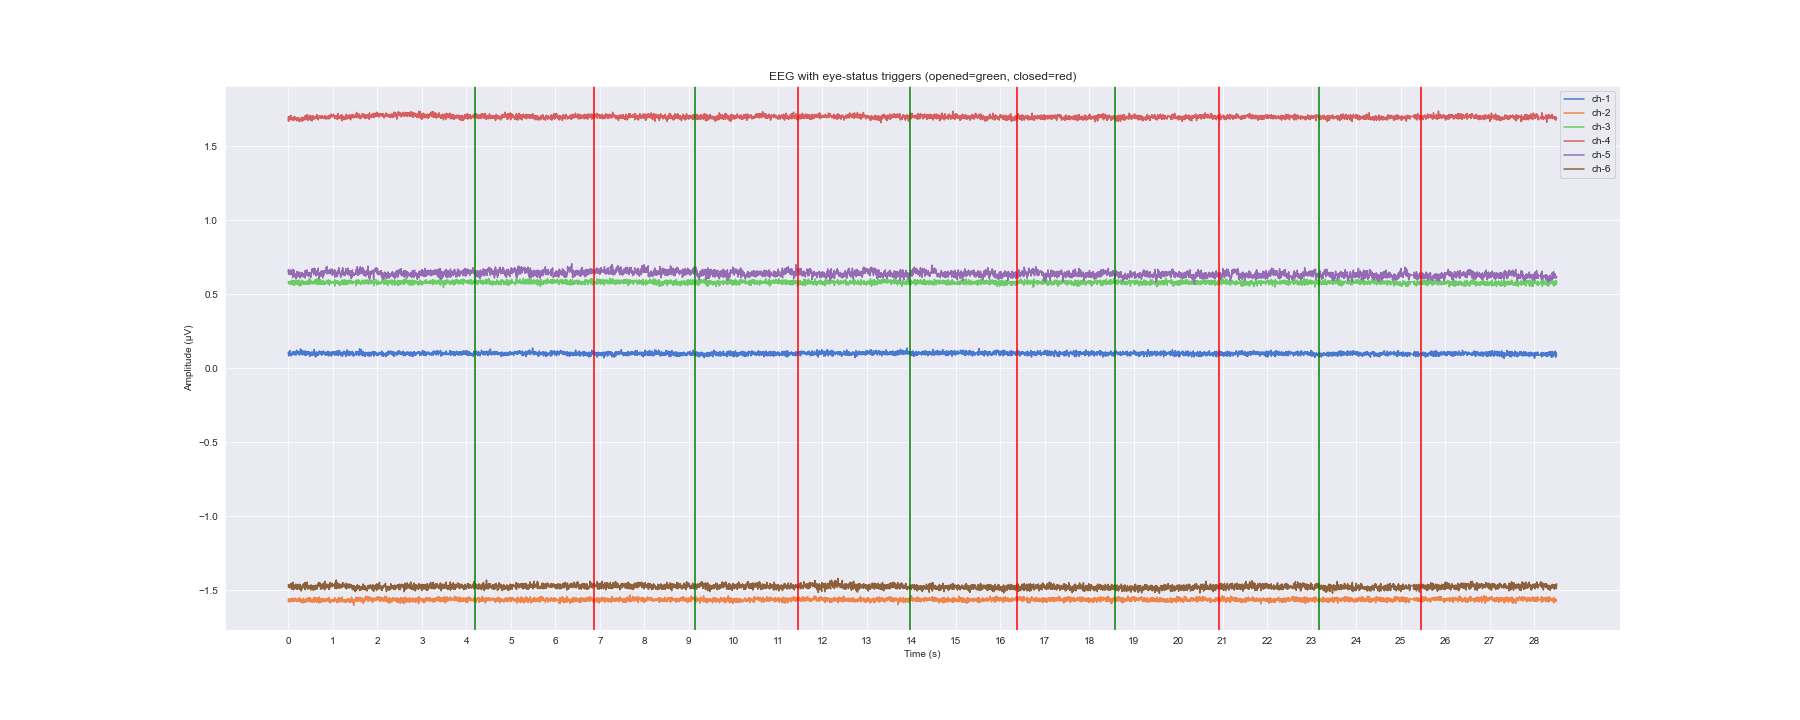 EEG with eye-status triggers (opened=green, closed=red)
ch-1
ch-2
ch-3
ch-4
ch-5
ch-6
1.5
1.0
0.5
0.0
−0.5
−1.0
−1.5
Amplitude (µV)
0 1 2 3 4 5 6 7 8 9 10 11 12 13 14 15 16 17 18 19 20 21 22 23 24 25 26 27 28
Time (s)